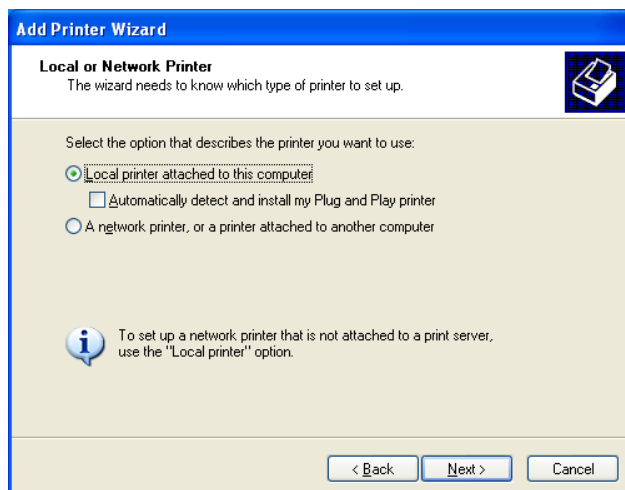 Add Printer Wizard
Local or Network Printer
The wizard needs to know which type of printer to set up.
Select the option that describes the printer you want to use:
Local printer attached to this computer
Automatically detect and install my Plug and Play printer
A network printer, or a printer attached to another computer
To set up a network printer that is not attached to a print server,
use the "Local printer" option.
< Back
Next >
Cancel